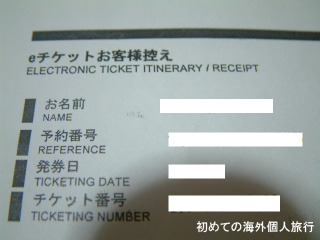 eチケットお客様控え
ELECTRONIC TICKET ITINERARY / RECEIPT
お名前
NAME
予約番号
REFERENCE
発券日
TICKETING DATE
チケット番号
TICKETING NUMBER
初めての海外個人旅行